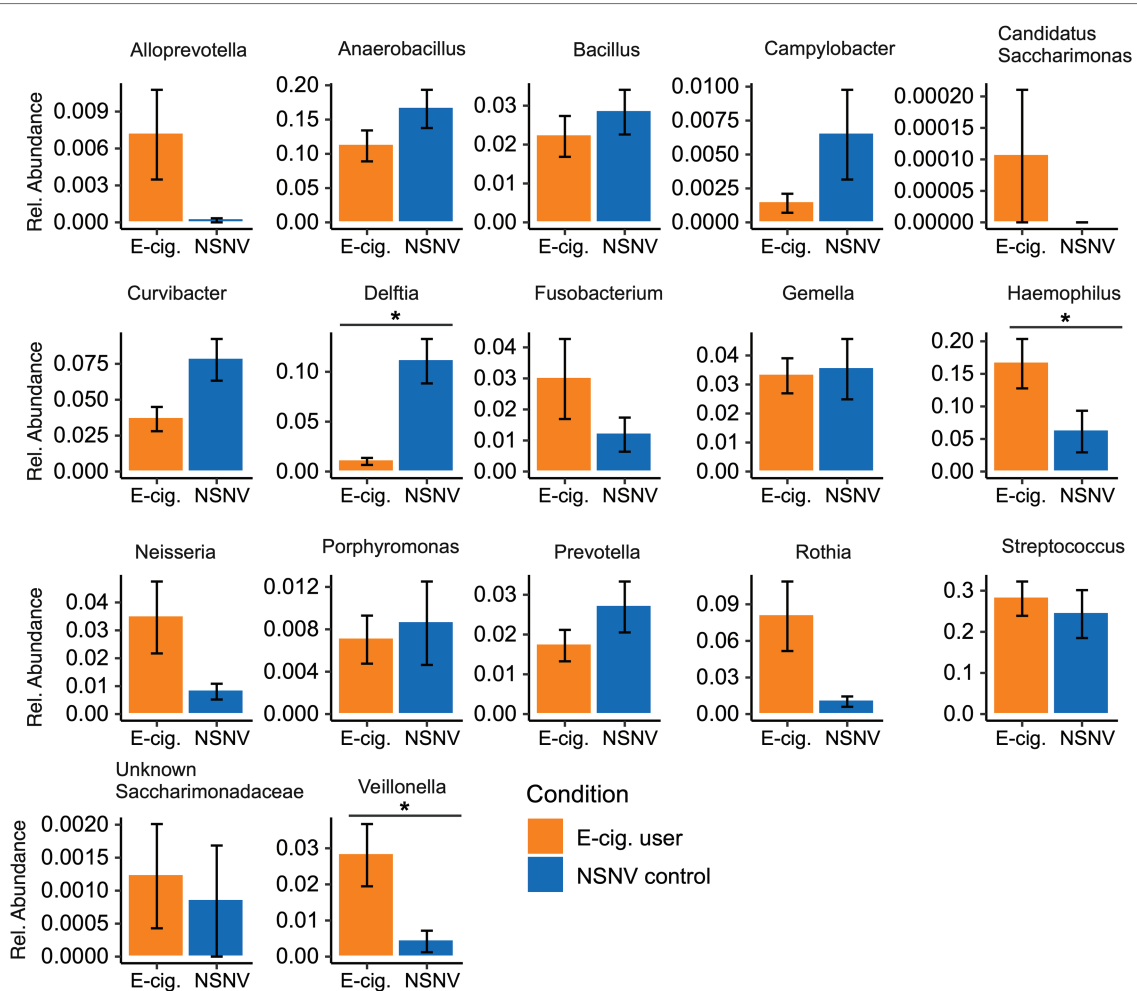 Alloprevotella
Anaerobacillus
Bacillus
Campylobacter
Candidatus
Saccharimonas
Rel. Abundance
0.009
0.006
0.003
0.000
E-cig. NSNV
0.20
0.15
0.10
0.05
0.00
E-cig. NSNV
0.03
0.02
0.01
0.00
E-cig. NSNV
0.0100
0.0075
0.0050
0.0025
0.0000
E-cig. NSNV
0.00020
0.00015
0.00010
0.00005
0.00000
E-cig. NSNV
Curvibacter
Delftia
Fusobacterium
Gemella
Haemophilus
Rel. Abundance
0.075
0.050
0.025
0.000
E-cig. NSNV
*
0.10
0.05
0.00
E-cig. NSNV
0.04
0.03
0.02
0.01
0.00
E-cig. NSNV
0.04
0.03
0.02
0.01
0.00
E-cig. NSNV
*
0.20
0.15
0.10
0.05
0.00
E-cig. NSNV
Neisseria
Porphyromonas
Prevotella
Rothia
Streptococcus
Rel. Abundance
0.04
0.03
0.02
0.01
0.00
E-cig. NSNV
0.012
0.008
0.004
0.000
E-cig. NSNV
0.03
0.02
0.01
0.00
E-cig. NSNV
0.09
0.06
0.03
0.00
E-cig. NSNV
0.3
0.2
0.1
0.0
E-cig. NSNV
Unknown
Saccharimonadaceae
Veillonella
Rel. Abundance
0.0020
0.0015
0.0010
0.0005
0.0000
E-cig. NSNV
*
0.03
0.02
0.01
0.00
E-cig. NSNV
Condition
E-cig. user
NSNV control